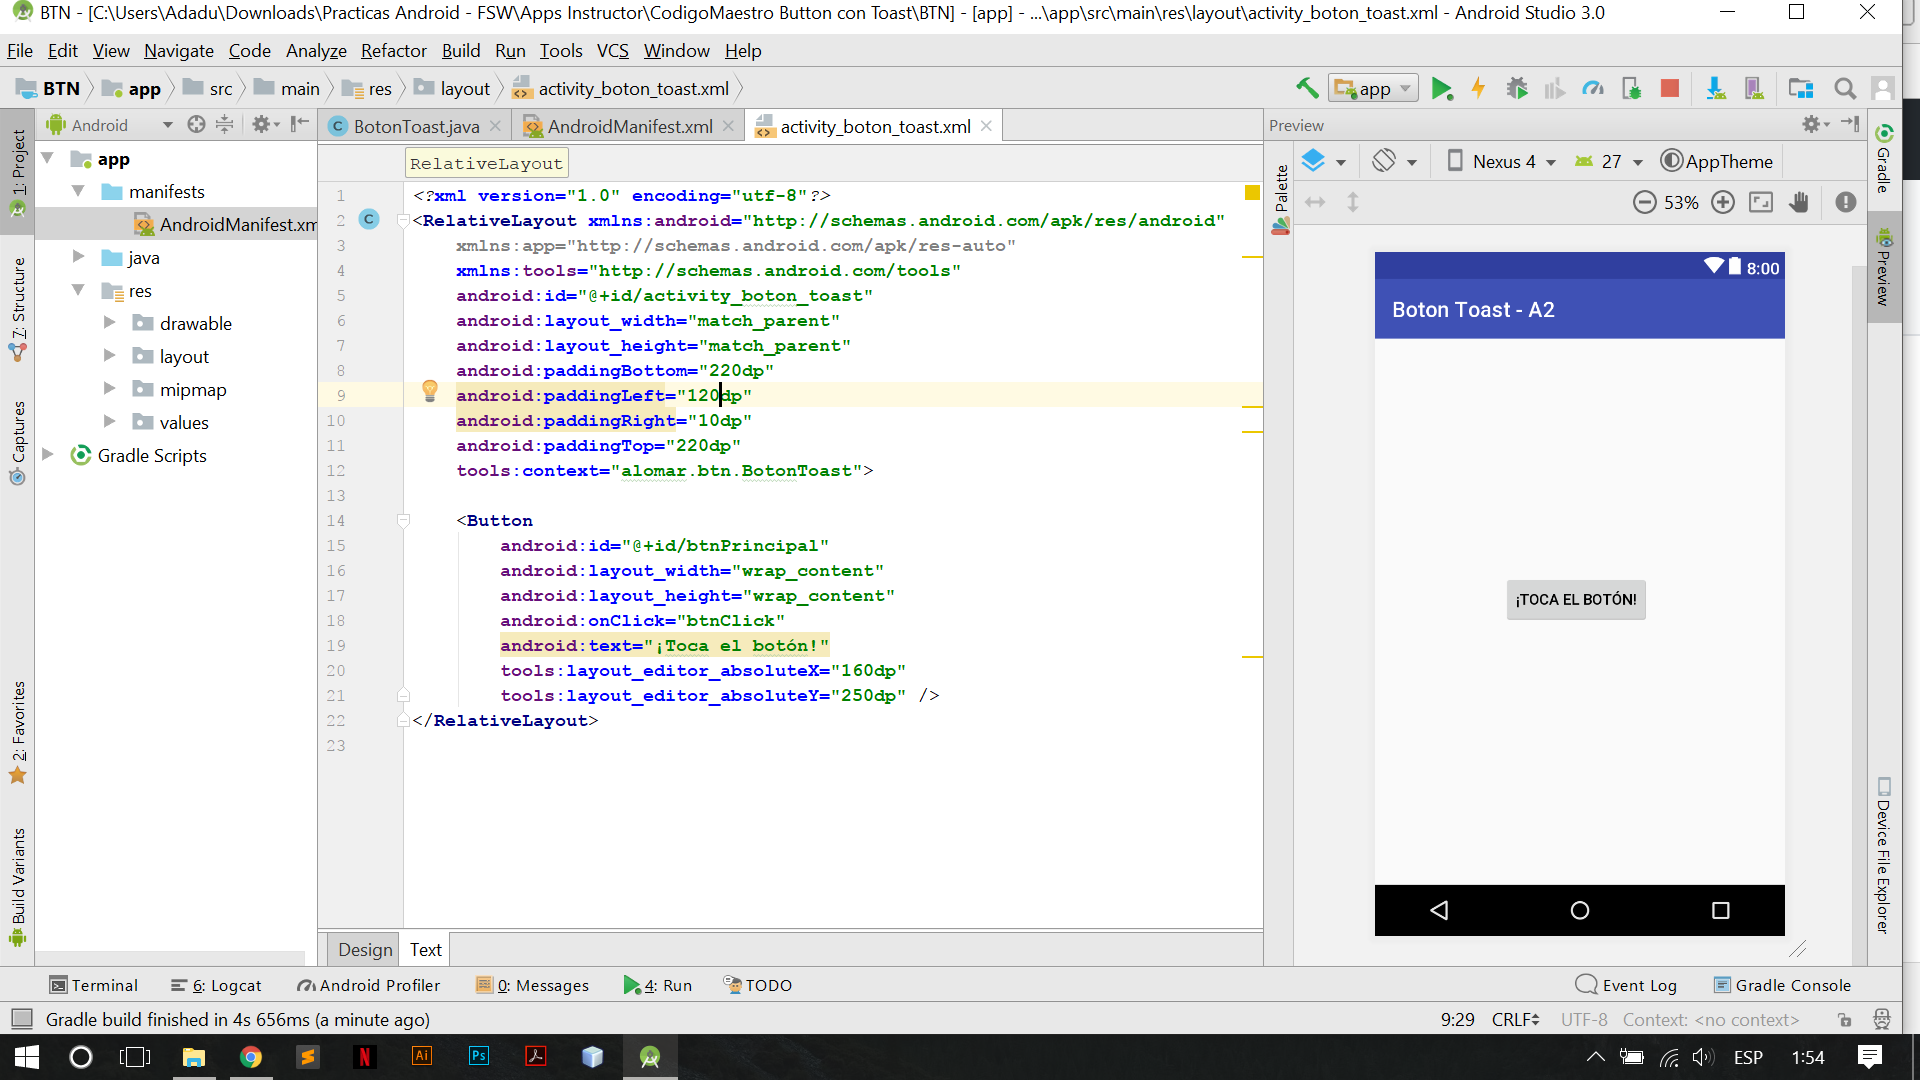 BTN - [C:\Users\Adadu\Downloads\Practicas Android - FSW\Apps Instructor\CodigoMaestro Button con Toast\BTN] - [app] - ...\app\src\main\res\layout\activity_boton_toast.xml - Android Studio 3.0
File Edit View Navigate Code Analyze Refactor Build Run Tools VCS Window Help
BTN app src main res layout activity_boton_toast.xml app
Android
BotonToast.java AndroidManifest.xml activity_boton_toast.xml
Preview
1: Project
7: Structure
Captures
2: Favorites
Build Variants
app
manifests
AndroidManifest.xm
java
res
drawable
layout
mipmap
values
Gradle Scripts
RelativeLayout
1 <?xml version="1.0" encoding="utf-8"?>
2 C <RelativeLayout xmlns:android="http://schemas.android.com/apk/res/android"
3 xmlns:app="http://schemas.android.com/apk/res-auto"
4 xmlns:tools="http://schemas.android.com/tools"
5 android:id="@+id/activity_boton_toast"
6 android:layout_width="match_parent"
7 android:layout_height="match_parent"
8 android:paddingBottom="220dp"
9 android:paddingLeft="120dp"
10 android:paddingRight="10dp"
11 android:paddingTop="220dp"
12 tools:context="alomar.btn.BotonToast">
13
14 <Button
15 android:id="@+id/btnPrincipal"
16 android:layout_width="wrap_content"
17 android:layout_height="wrap_content"
18 android:onClick="btnClick"
19 android:text="¡Toca el botón!"
20 tools:layout_editor_absoluteX="160dp"
21 tools:layout_editor_absoluteY="250dp" />
22 </RelativeLayout>
23
Design Text
Palette
Nexus 4 27 AppTheme
53%
8:00
Boton Toast - A2
¡TOCA EL BOTÓN!
Gradle
Preview
Device File Explorer
Terminal 6: Logcat Android Profiler 0: Messages 4: Run TODO Event Log Gradle Console
Gradle build finished in 4s 656ms (a minute ago) 9:29 CRLF UTF-8 Context: <no context>
N Ai Ps ESP 1:54